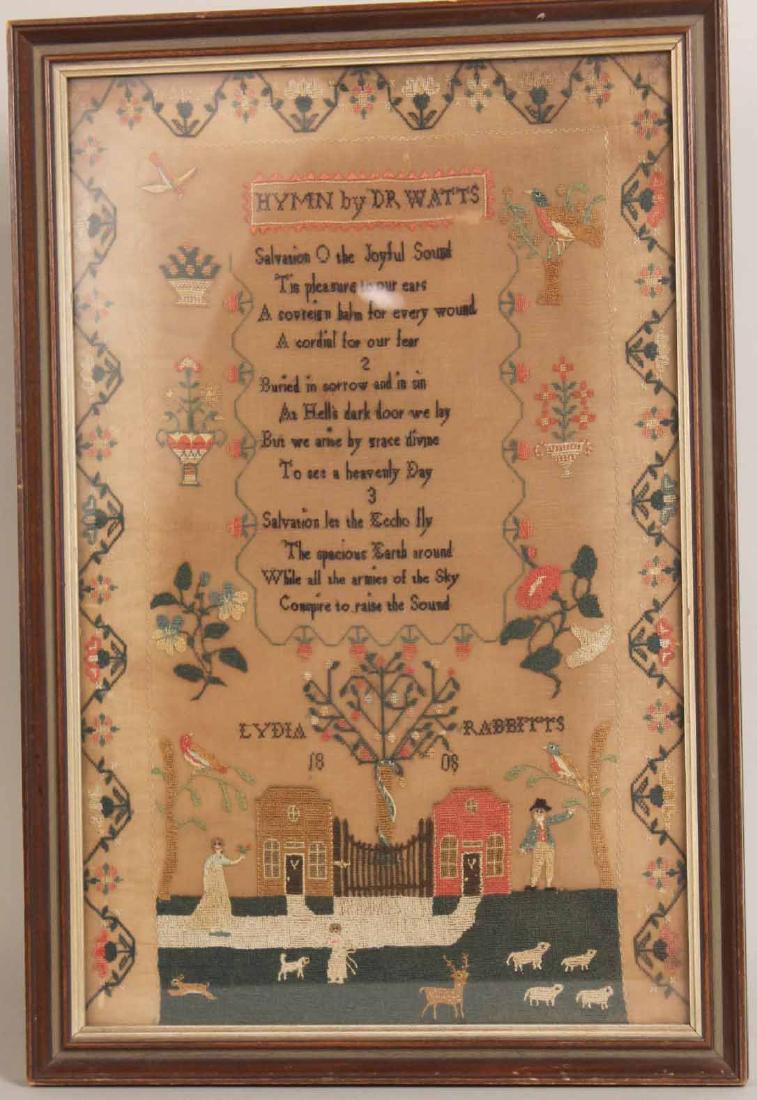 HYMN by DR WATTS
Salvation O the Joyful Sound
Tis pleasure to our ears
A sovreign balm for every wound
A cordial for our fear
2
Buried in sorrow and in sin
At Hell's dark door we lay
But we arise by grace divine
To see a heavenly Day
3
Salvation let the Eccho fly
The spacious Earth around
While all the armies of the Sky
Conspire to raise the Sound
LYDIA RABBITTS
18 08